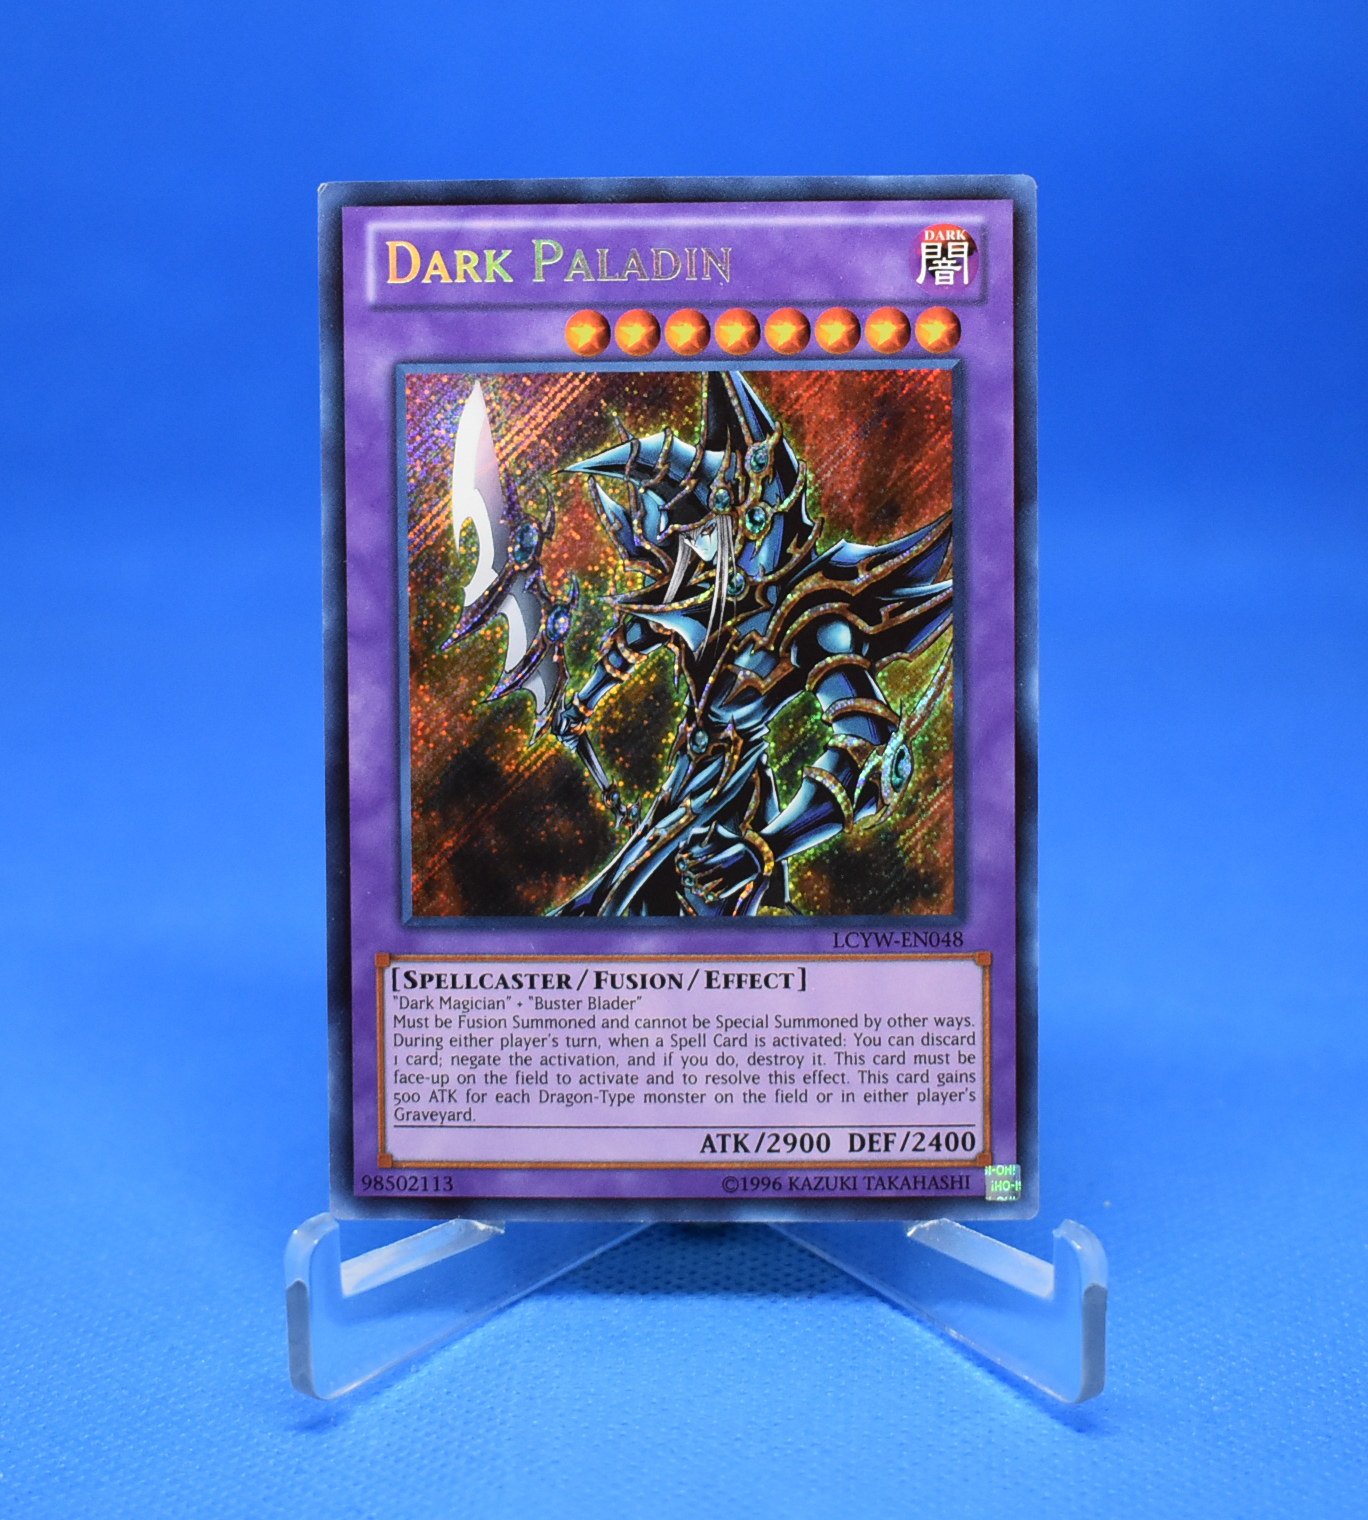 DARK PALADIN
DARK
闇
LCYW-EN048
[SPELLCASTER/FUSION/EFFECT]
"Dark Magician" + "Buster Blader"
Must be Fusion Summoned and cannot be Special Summoned by other ways.
During either player's turn, when a Spell Card is activated: You can discard
1 card; negate the activation, and if you do, destroy it. This card must be
face-up on the field to activate and to resolve this effect. This card gains
500 ATK for each Dragon-Type monster on the field or in either player's
Graveyard.
ATK/2900 DEF/2400
98502113
©1996 KAZUKI TAKAHASHI